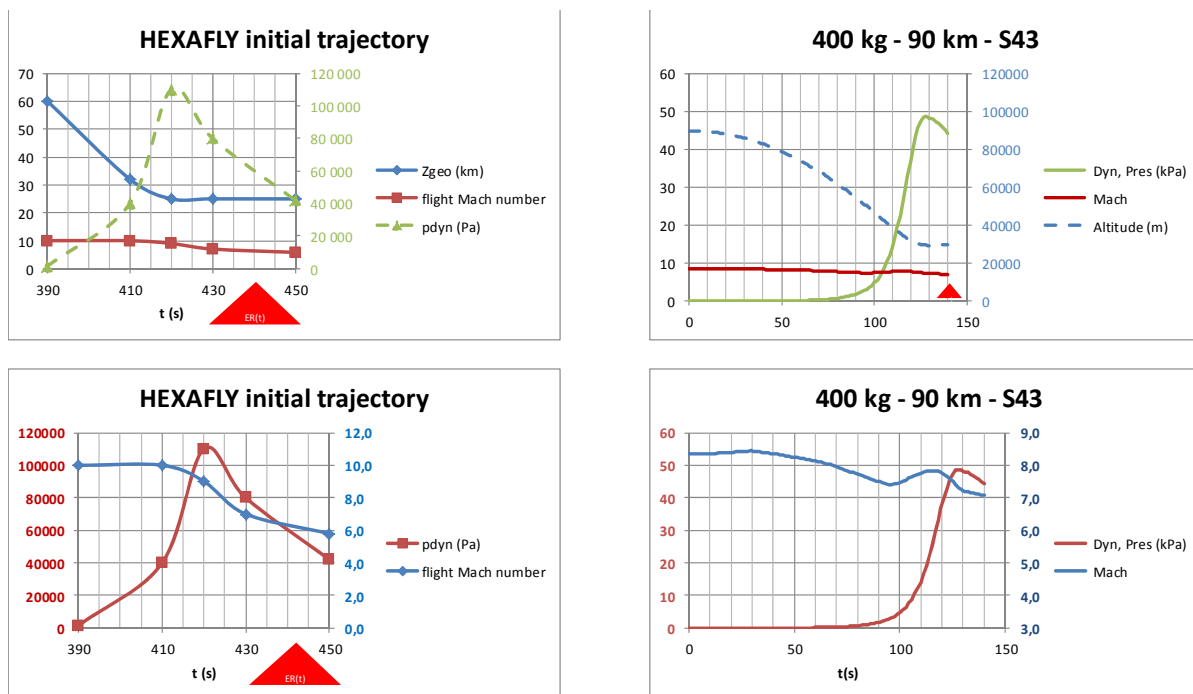 HEXAFLY initial trajectory
70
60
50
40
30
20
10
0
120 000
100 000
80 000
60 000
40 000
20 000
0
390 410 430 450
t (s)
ER(t)
Zgeo (km)
flight Mach number
pdyn (Pa)
400 kg - 90 km - S43
60
50
40
30
20
10
0
120000
100000
80000
60000
40000
20000
0
0 50 100 150
Dyn, Pres (kPa)
Mach
Altitude (m)
HEXAFLY initial trajectory
120000
100000
80000
60000
40000
20000
0
12,0
10,0
8,0
6,0
4,0
2,0
0,0
390 410 430 450
t (s)
ER(t)
pdyn (Pa)
flight Mach number
400 kg - 90 km - S43
60
50
40
30
20
10
0
9,0
8,0
7,0
6,0
5,0
4,0
3,0
0 50 100 150
t(s)
Dyn, Pres (kPa)
Mach